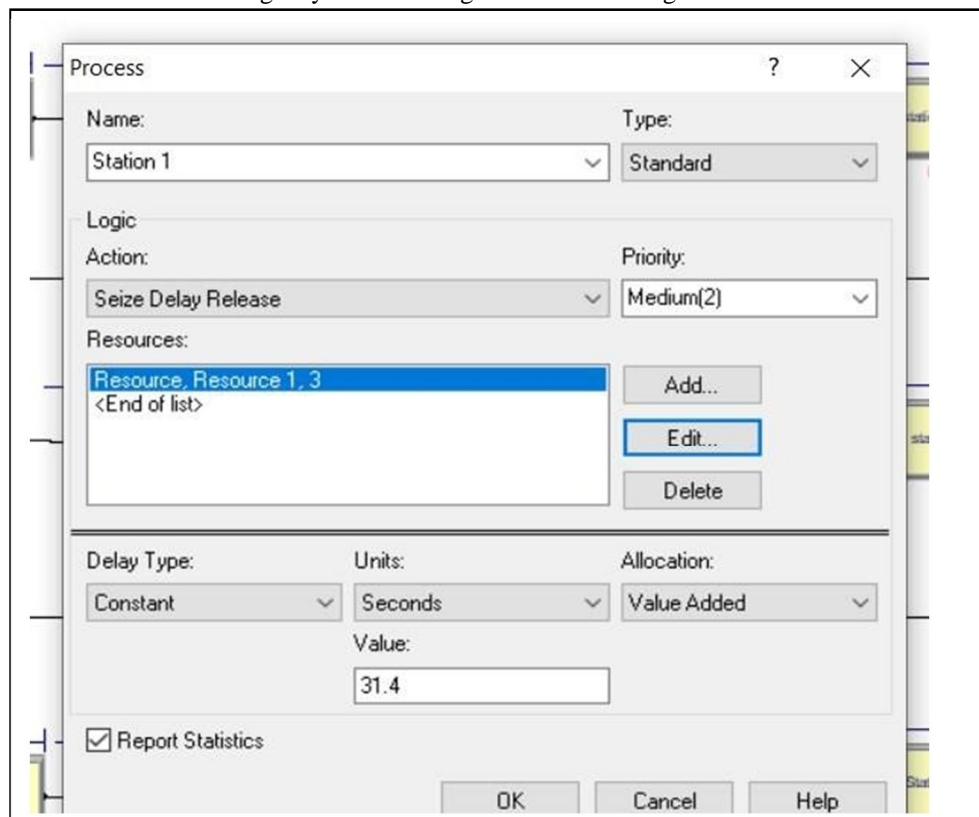 Process ?
Name: Type:
Station 1 Standard
Logic
Action: Priority:
Seize Delay Release Medium(2)
Resources:
Resource, Resource 1, 3 Add...
<End of list>
Edit...
Delete
Delay Type: Units: Allocation:
Constant Seconds Value Added
Value:
31.4
Report Statistics
OK Cancel Help